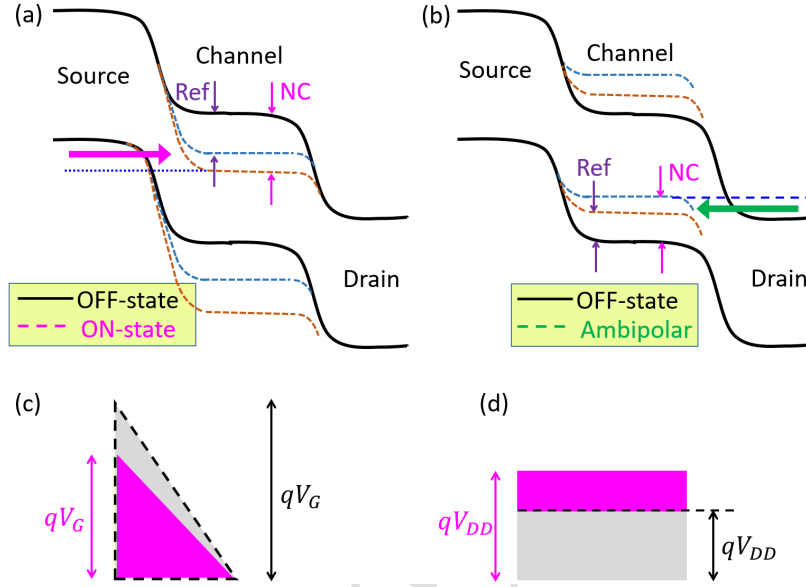 (a)
Source
Channel
Ref
NC
Drain
OFF-state
ON-state
(b)
Source
Channel
Ref
NC
Drain
OFF-state
Ambipolar
(c)
qV_G
qV_G
(d)
qV_DD
qV_DD